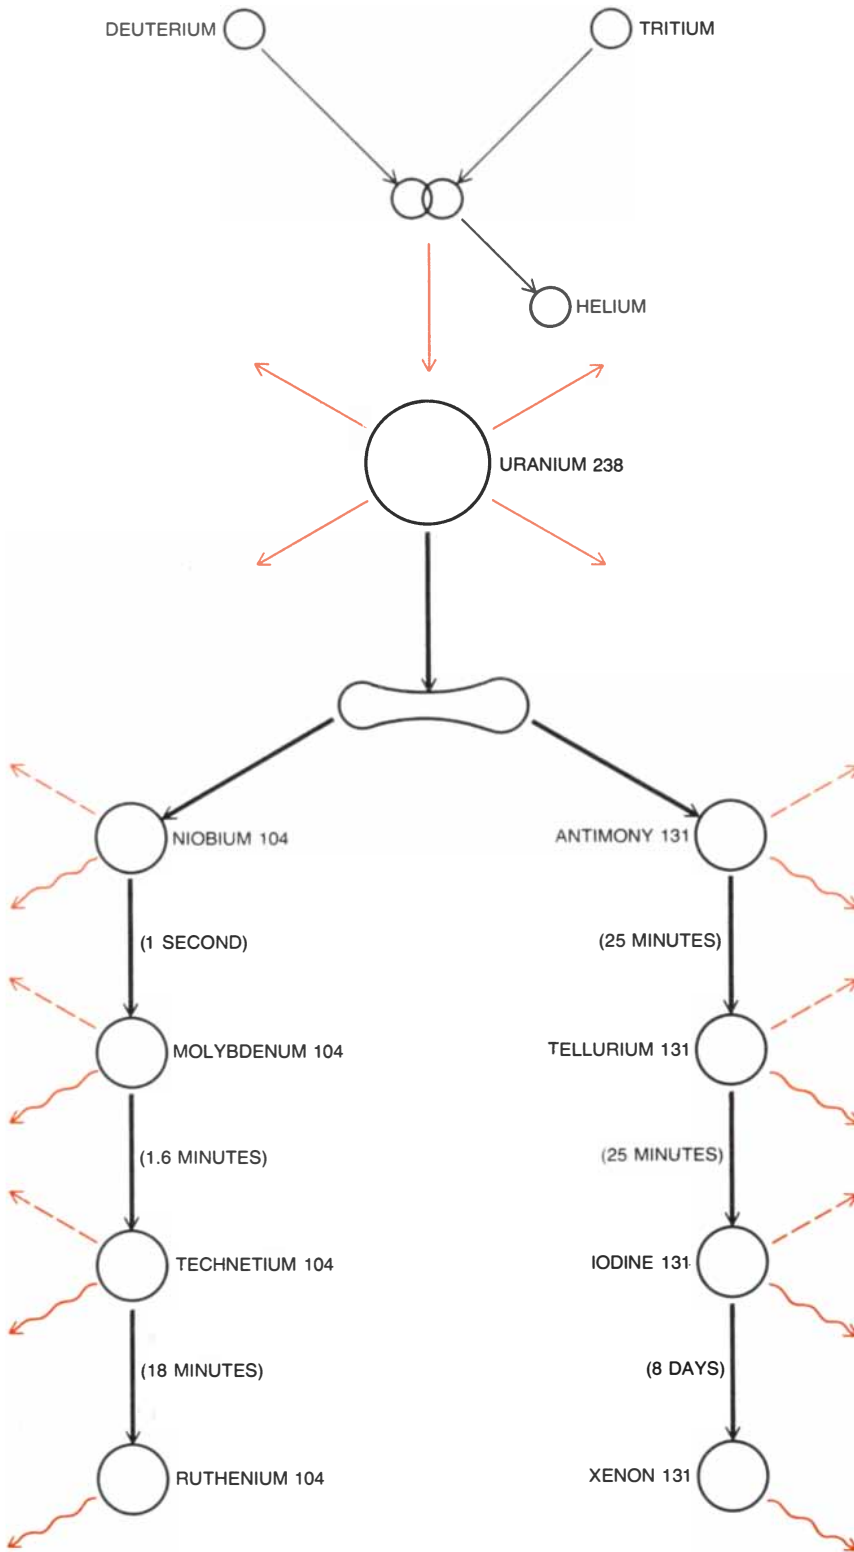 DEUTERIUM
TRITIUM
HELIUM
URANIUM 238
NIOBIUM 104
ANTIMONY 131
(1 SECOND)
(25 MINUTES)
MOLYBDENUM 104
TELLURIUM 131
(1.6 MINUTES)
(25 MINUTES)
TECHNETIUM 104
IODINE 131
(18 MINUTES)
(8 DAYS)
RUTHENIUM 104
XENON 131